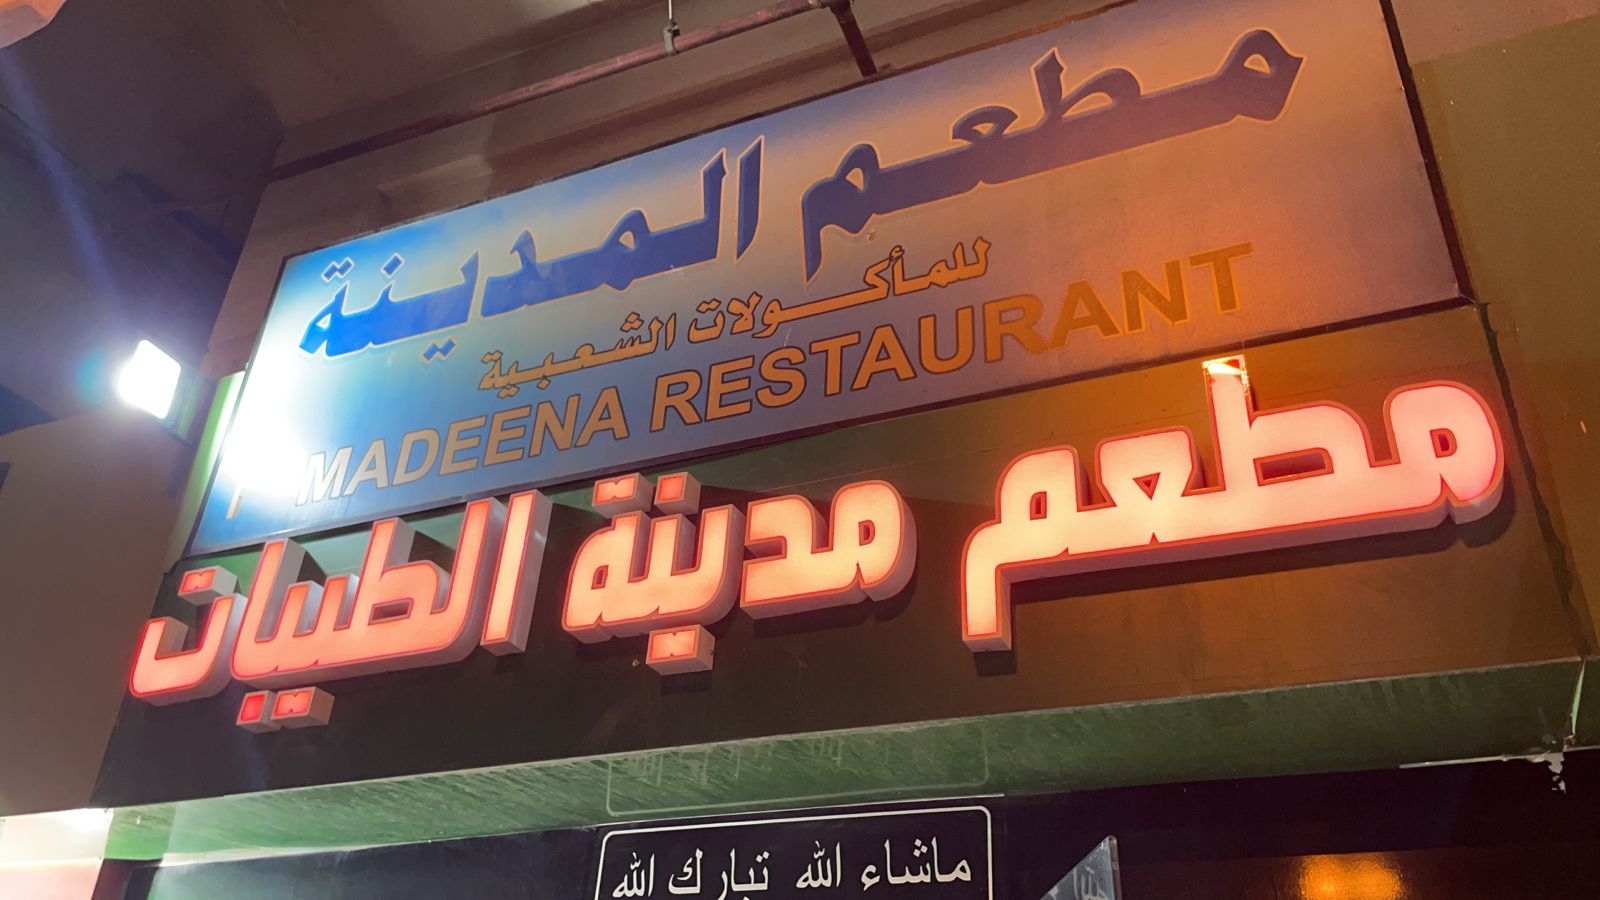 مطعم المدينة
للمأكولات الشعبية
MADEENA RESTAURANT
مطعم مدينة الطيبات
ماشاء الله تبارك الله